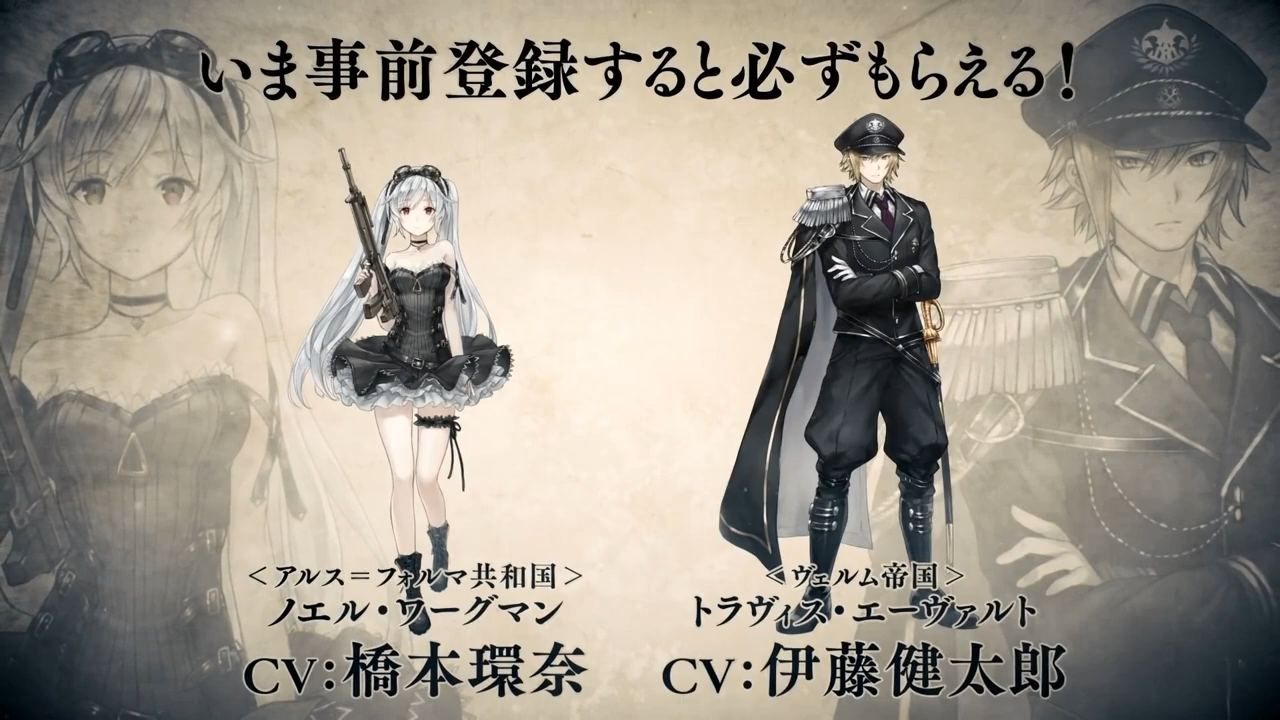 いま事前登録すると必ずもらえる!
<アルス=フォルマ共和国>
ノエル・ワーグマン
CV:橋本環奈
<ヴェルム帝国>
トラヴィス・エーヴァルト
CV:伊藤健太郎